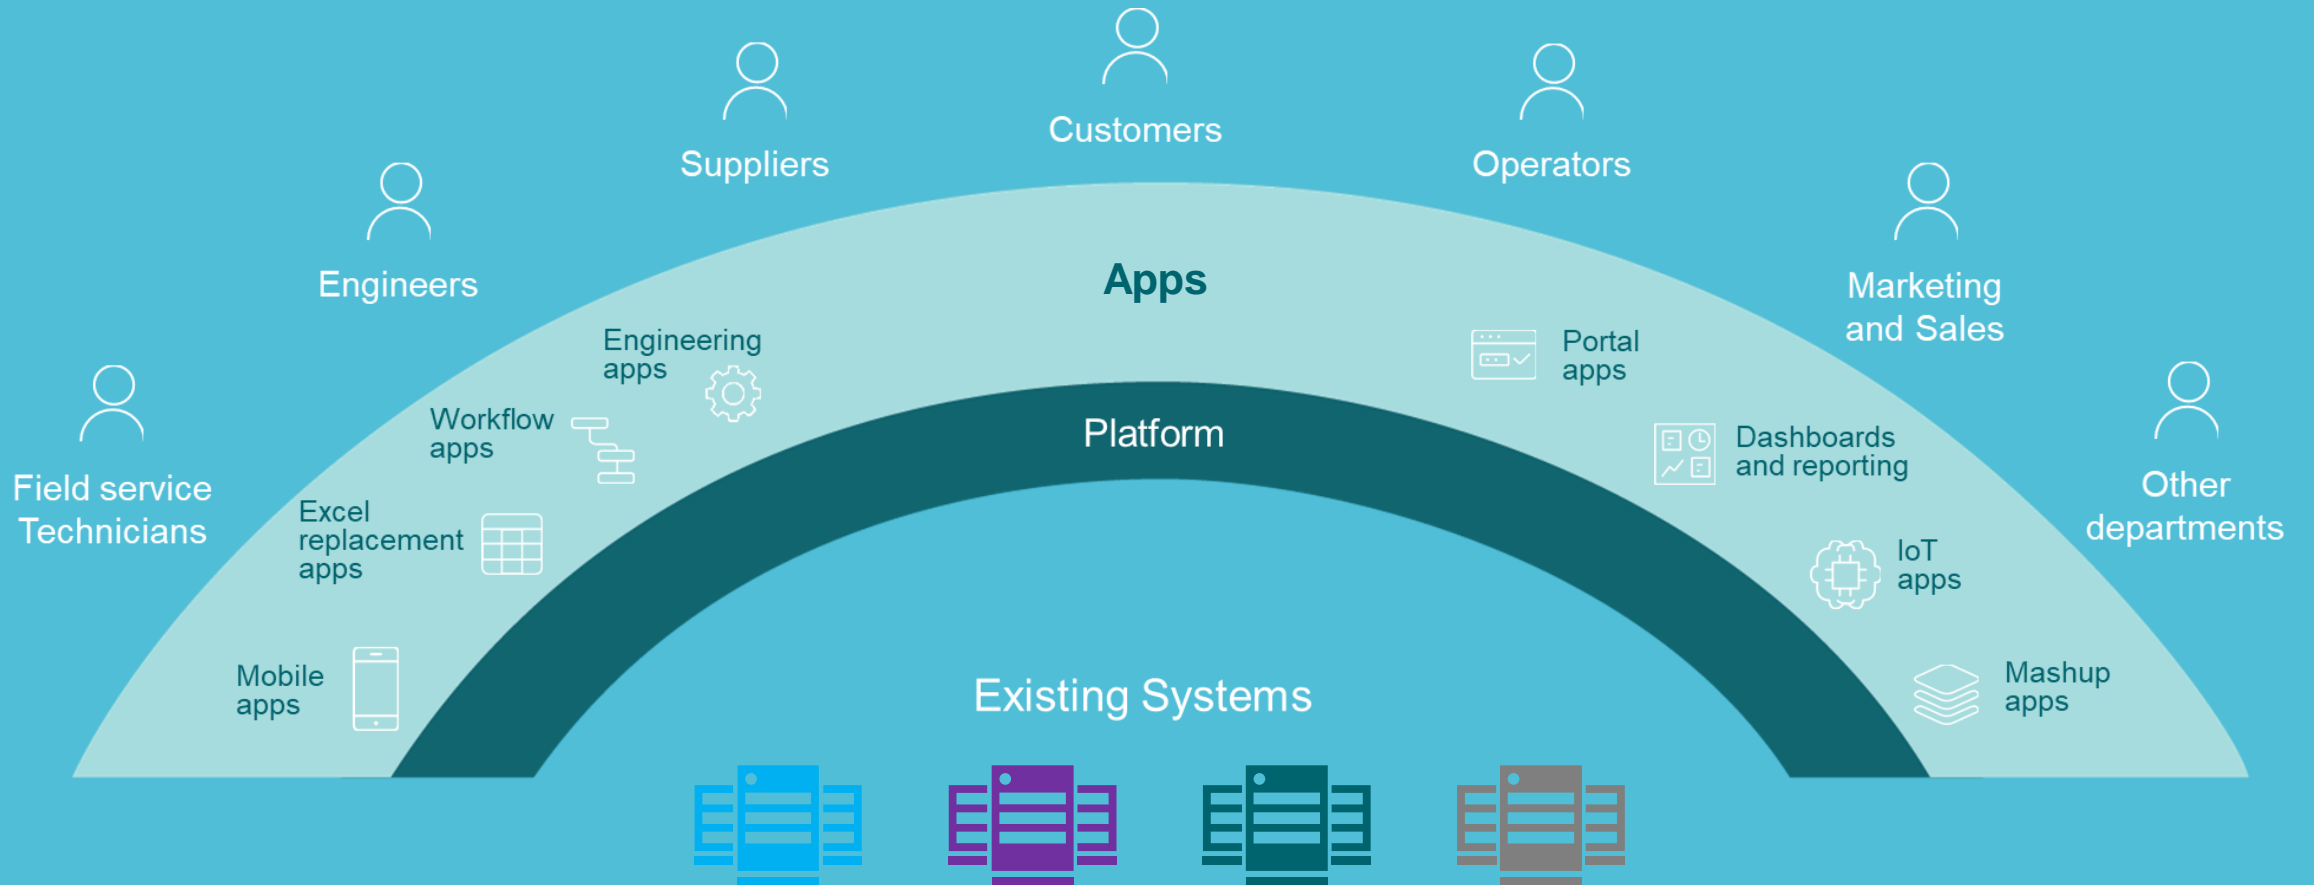 Customers
Suppliers
Operators
Engineers
Marketing
and Sales
Field service
Technicians
Other
departments
Apps
Engineering
apps
Workflow
apps
Excel
replacement
apps
Mobile
apps
Portal
apps
Dashboards
and reporting
IoT
apps
Mashup
apps
Platform
Existing Systems